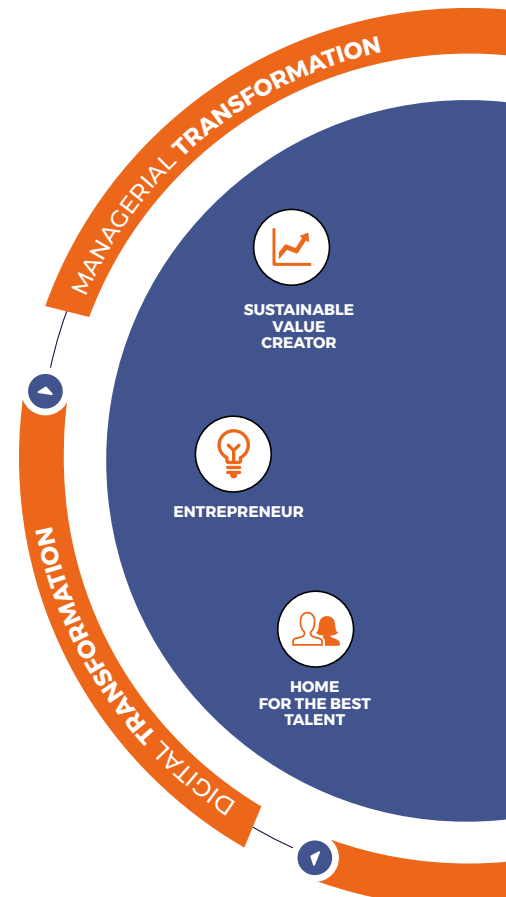 MANAGERIAL TRANSFORMATION
SUSTAINABLE
VALUE
CREATOR
ENTREPRENEUR
HOME
FOR THE BEST
TALENT
DIGITAL TRANSFORMATION